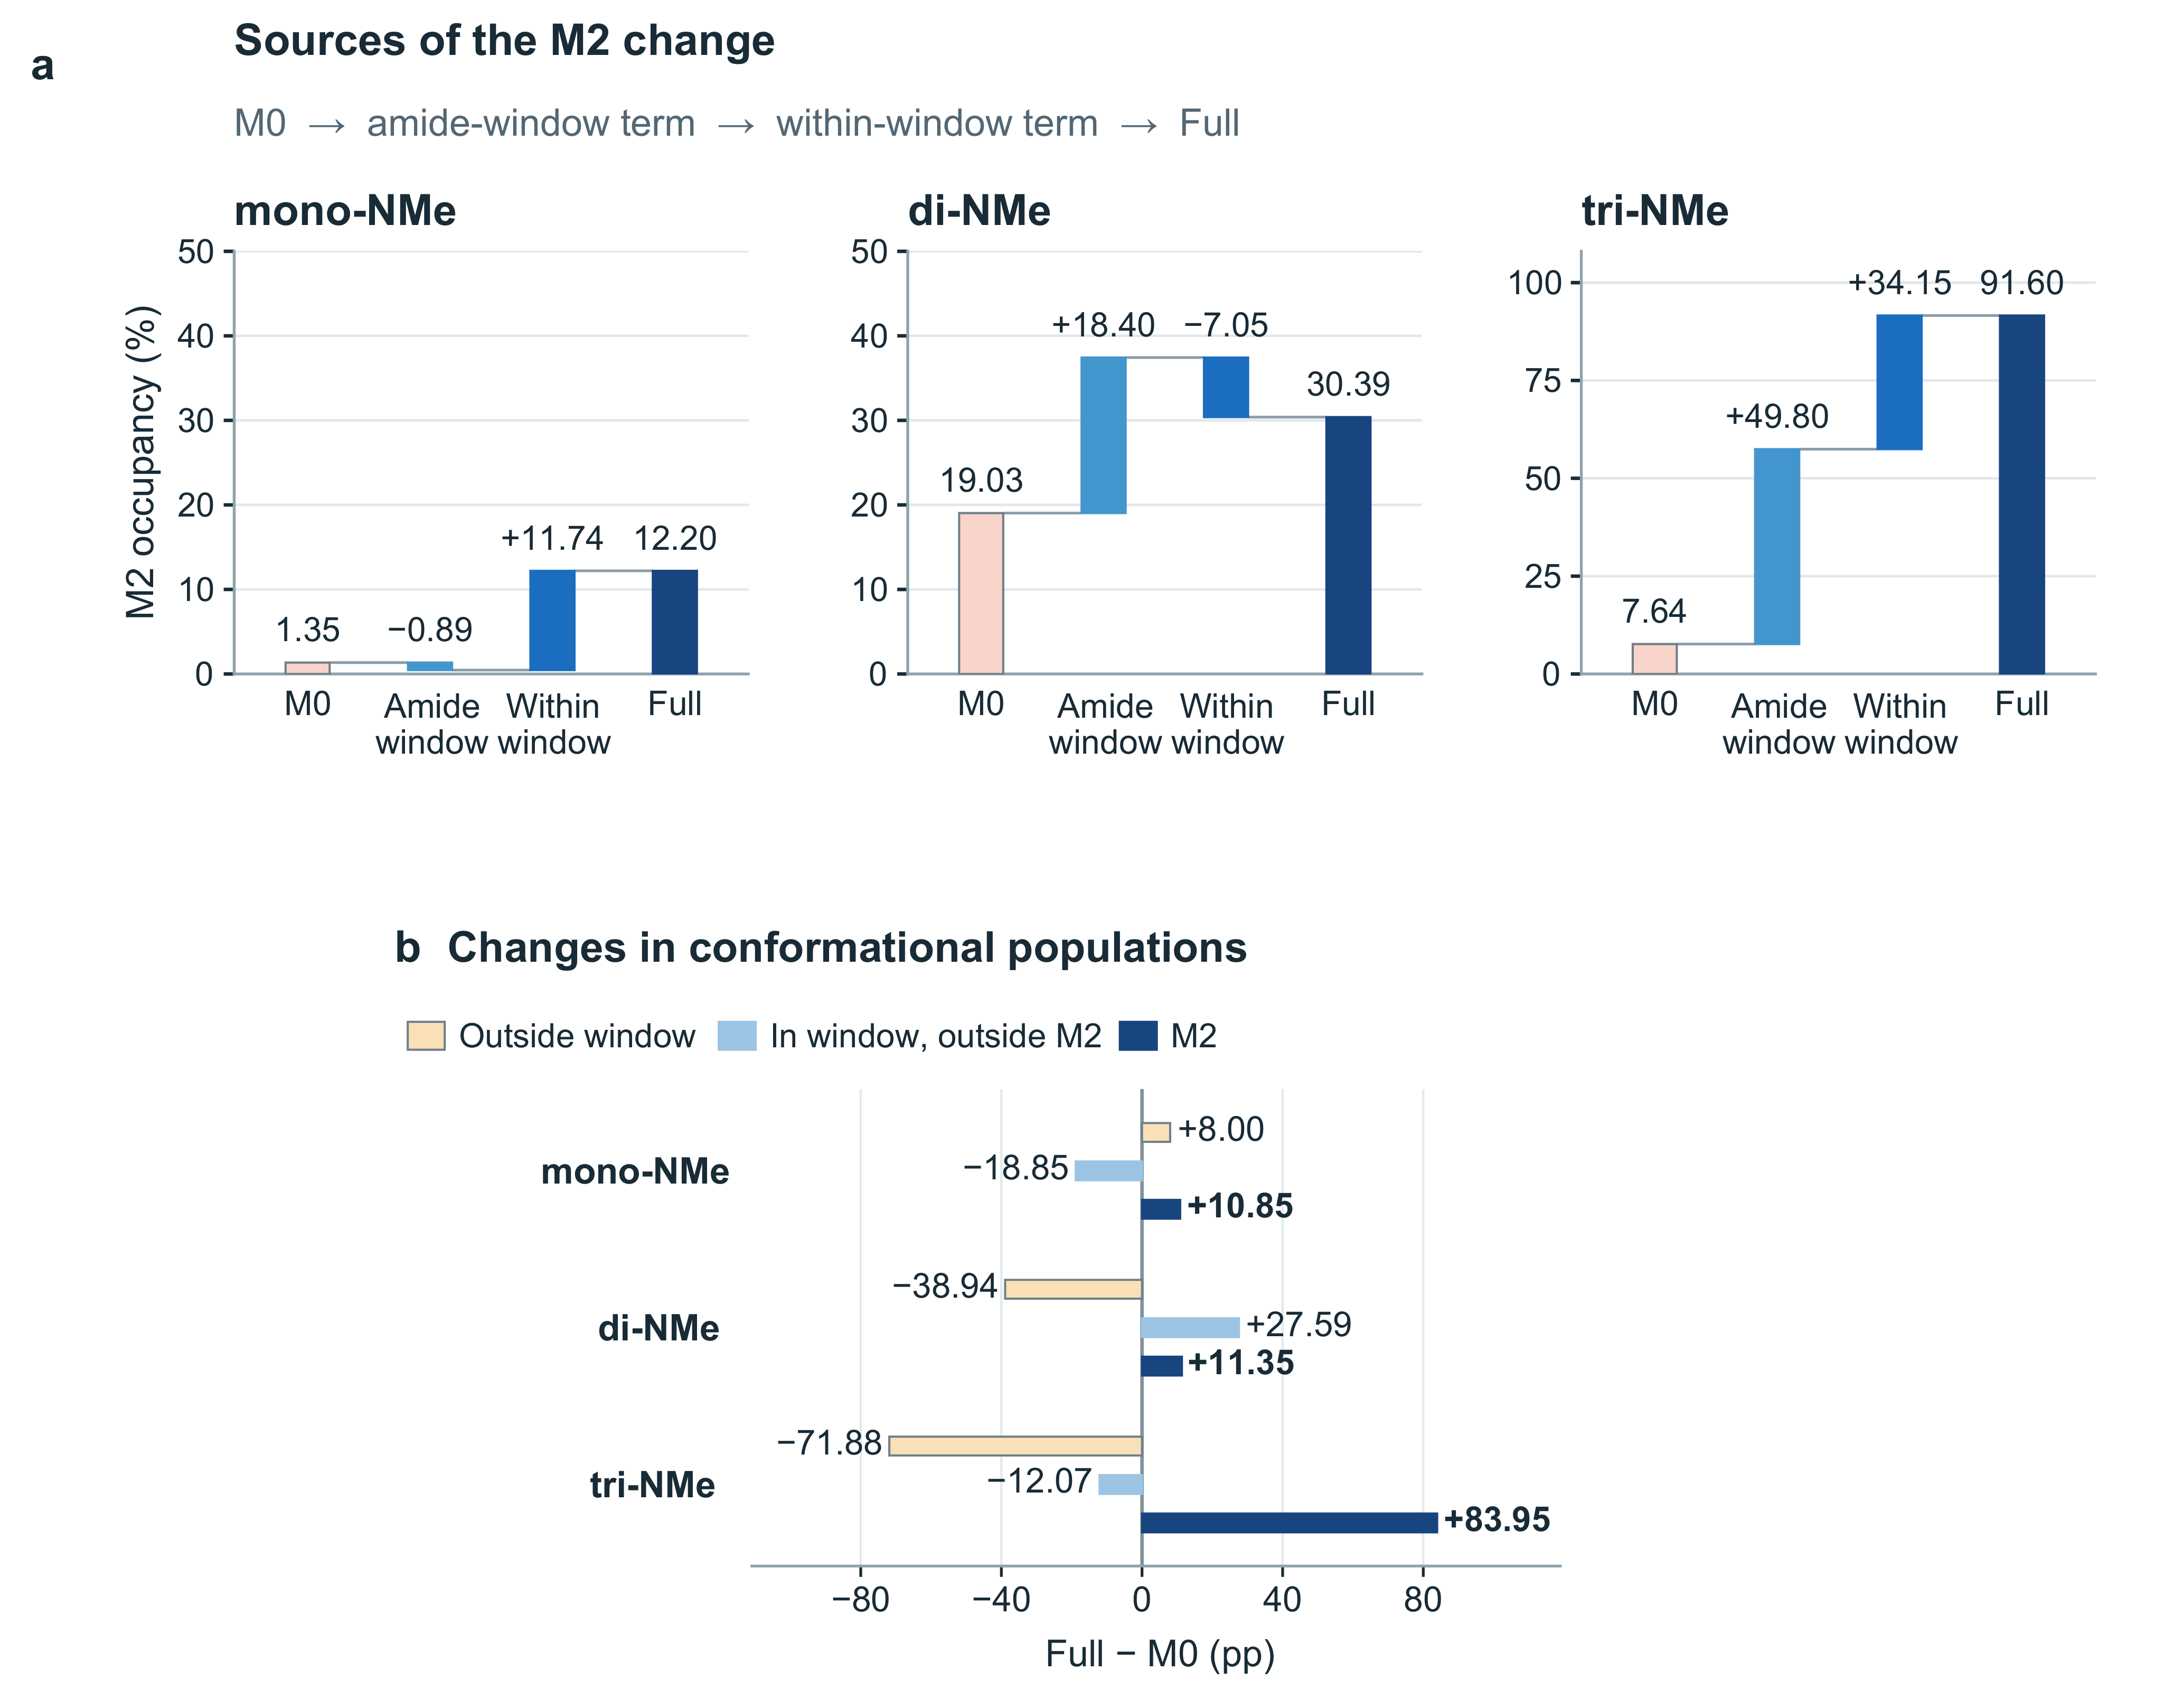 a
Sources of the M2 change
M0 → amide-window term → within-window term → Full
mono-NMe
M2 occupancy (%)
50
40
30
20
10
0
1.35
−0.89
+11.74
12.20
M0
Amide
window
Within
window
Full
di-NMe
50
40
30
20
10
0
19.03
+18.40
−7.05
30.39
M0
Amide
window
Within
window
Full
tri-NMe
100
75
50
25
0
7.64
+49.80
+34.15
91.60
M0
Amide
window
Within
window
Full
b Changes in conformational populations
Outside window
In window, outside M2
M2
mono-NMe
+8.00
−18.85
+10.85
di-NMe
−38.94
+27.59
+11.35
tri-NMe
−71.88
−12.07
+83.95
−80
−40
0
40
80
Full − M0 (pp)